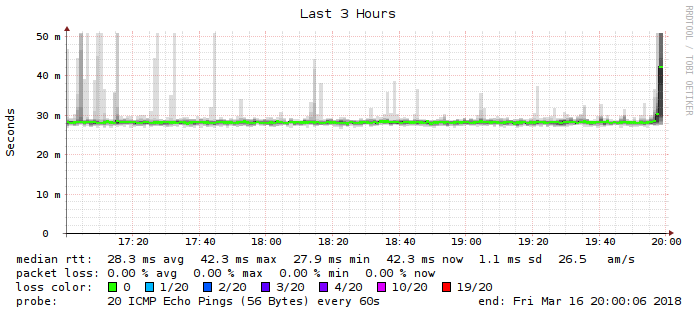 Last 3 Hours
RRDTOOL / TOBI OETIKER
Seconds
50 m
40 m
30 m
20 m
10 m
0
17:20 17:40 18:00 18:20 18:40 19:00 19:20 19:40 20:00
median rtt: 28.3 ms avg 42.3 ms max 27.9 ms min 42.3 ms now 1.1 ms sd 26.5 am/s
packet loss: 0.00 % avg 0.00 % max 0.00 % min 0.00 % now
loss color: 0 1/20 2/20 3/20 4/20 10/20 19/20
probe: 20 ICMP Echo Pings (56 Bytes) every 60s end: Fri Mar 16 20:00:06 2018